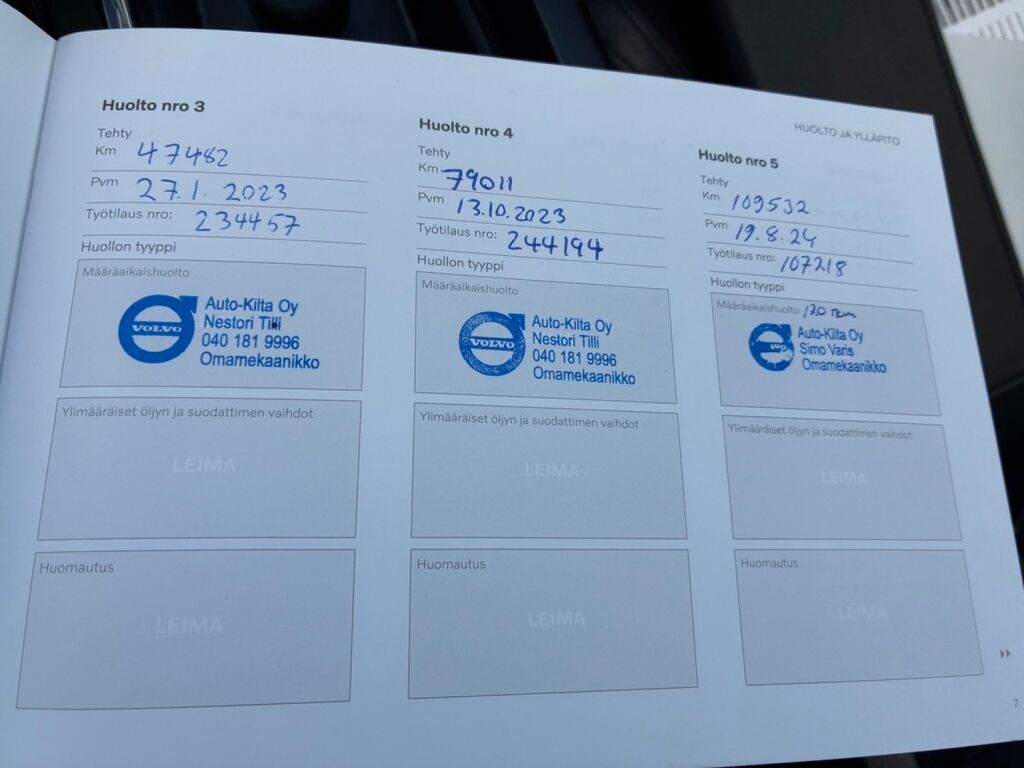 HUOLTO JA YLLÄPITO
Huolto nro 3
Tehty
Km 47482
Pvm 27.1. 2023
Työtilaus nro: 234457
Huollon tyyppi
Määräaikaishuolto
VOLVO
Auto-Kilta Oy
Nestori Tilli
040 181 9996
Omamekaanikko
Ylimääräiset öljyn ja suodattimen vaihdot
LEIMA
Huomautus
LEIMA
Huolto nro 4
Tehty
Km 79011
Pvm 13.10.2023
Työtilaus nro: 244194
Huollon tyyppi
Määräaikaishuolto
VOLVO
Auto-Kilta Oy
Nestori Tilli
040 181 9996
Omamekaanikko
Ylimääräiset öljyn ja suodattimen vaihdot
LEIMA
Huomautus
LEIMA
Huolto nro 5
Tehty
Km 109532
Pvm 19.8.24
Työtilaus nro: 107218
Huollon tyyppi
Määräaikaishuolto 120 TKM
Auto-Kilta Oy
Simo Varis
Omamekaanikko
Ylimääräiset öljyn ja suodattimen vaihdot
LEIMA
Huomautus
LEIMA
7